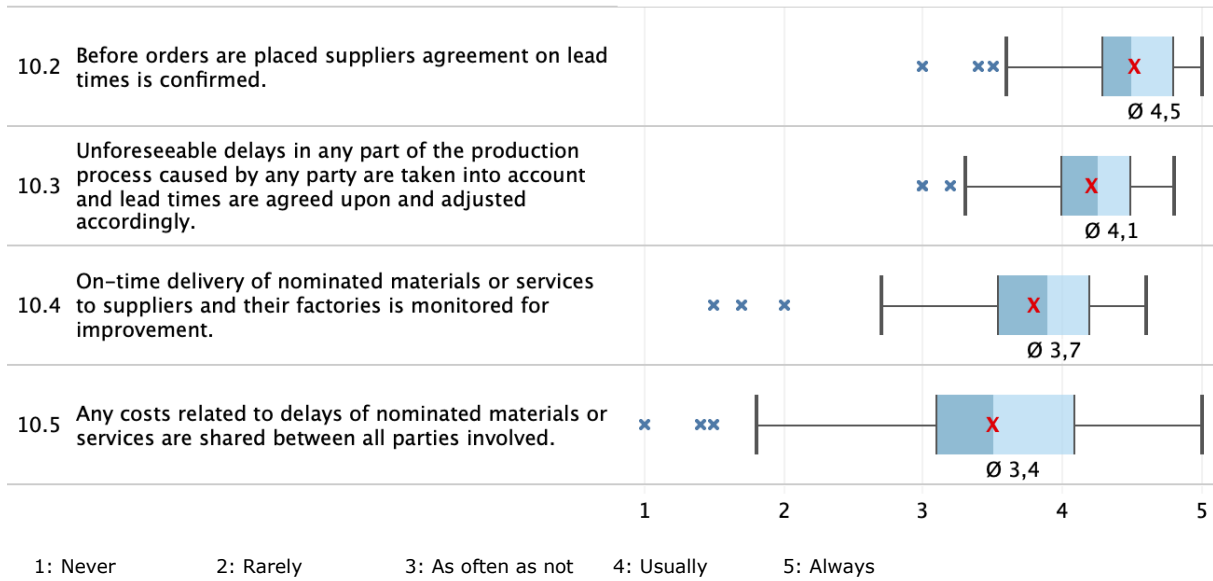 10.2 Before orders are placed suppliers agreement on lead
times is confirmed.
Ø 4,5
Unforeseeable delays in any part of the production
10.3 process caused by any party are taken into account
and lead times are agreed upon and adjusted
accordingly.
Ø 4,1
On-time delivery of nominated materials or services
10.4 to suppliers and their factories is monitored for
improvement.
Ø 3,7
10.5 Any costs related to delays of nominated materials or
services are shared between all parties involved.
Ø 3,4
1 2 3 4 5
1: Never 2: Rarely 3: As often as not 4: Usually 5: Always